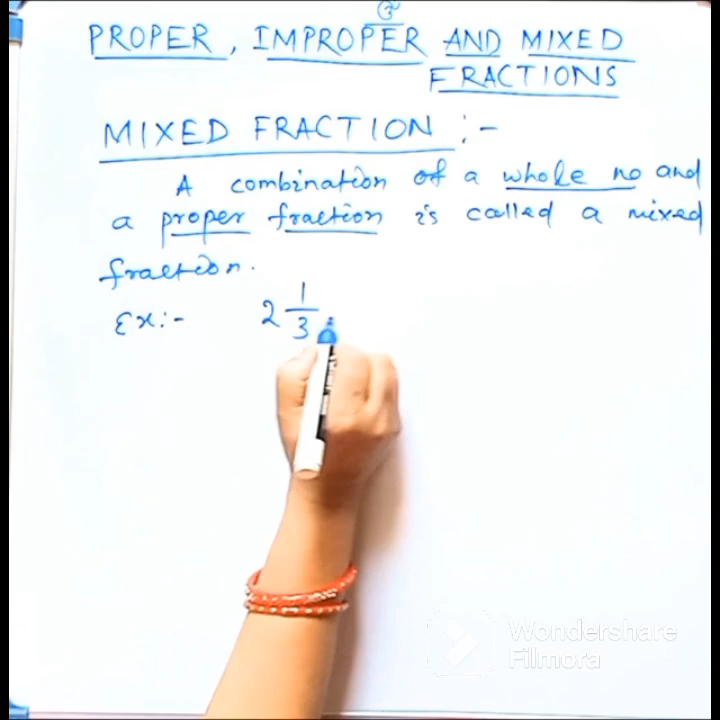 3
PROPER, IMPROPER AND MIXED
FRACTIONS
MIXED FRACTION :-
A combination of a whole no and
a proper fraction is called a mixed
fraction.
Ex:- 2 1/3
Wondershare
Filmora